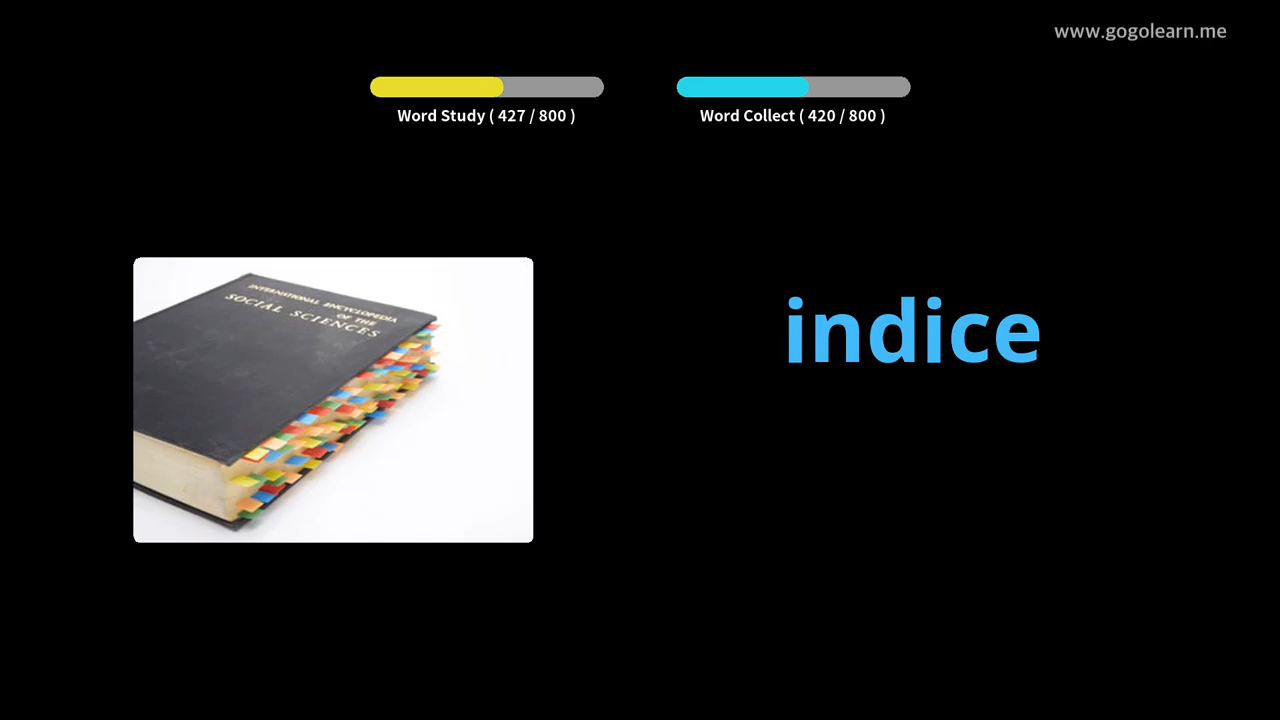 www.gogolearn.me
Word Study ( 427 / 800 )
Word Collect ( 420 / 800 )
INTERNATIONAL ENCYCLOPEDIA
OF THE
SOCIAL SCIENCES
indice